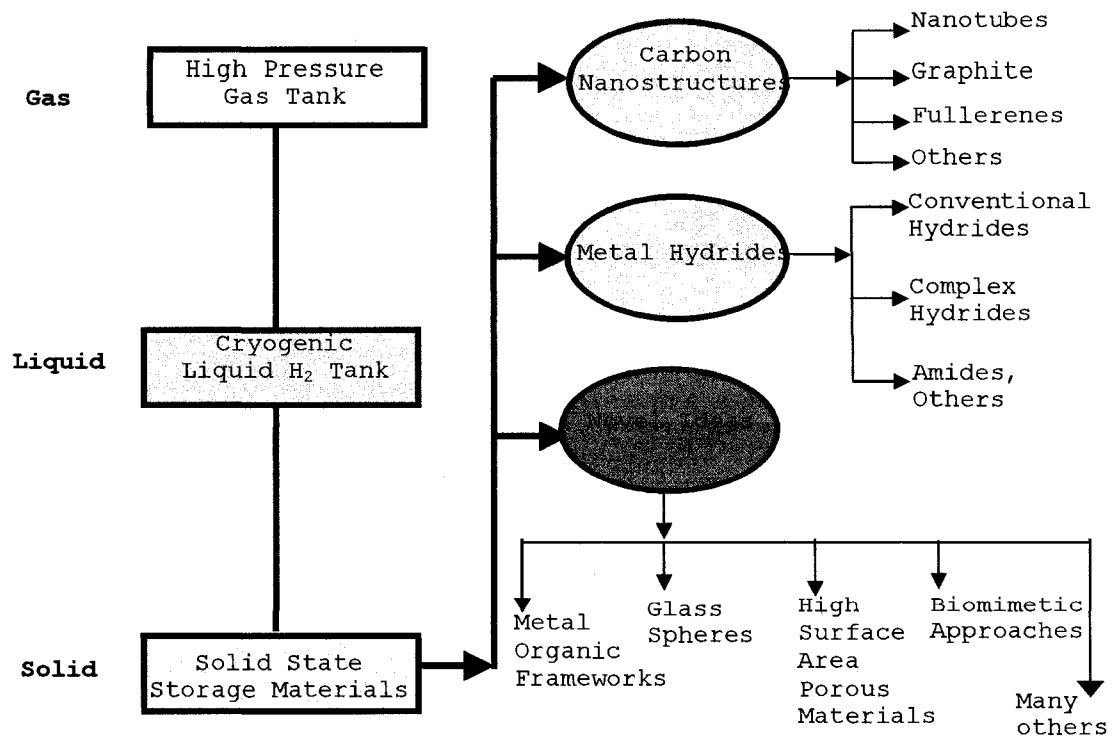 Gas
High Pressure
Gas Tank
Liquid
Cryogenic
Liquid H₂ Tank
Solid
Solid State
Storage Materials
Carbon
Nanostructures
Nanotubes
Graphite
Fullerenes
Others
Metal Hydrides
Conventional
Hydrides
Complex
Hydrides
Amides,
Others
Novel Ideas
Metal
Organic
Frameworks
Glass
Spheres
High
Surface
Area
Porous
Materials
Biomimetic
Approaches
Many
others